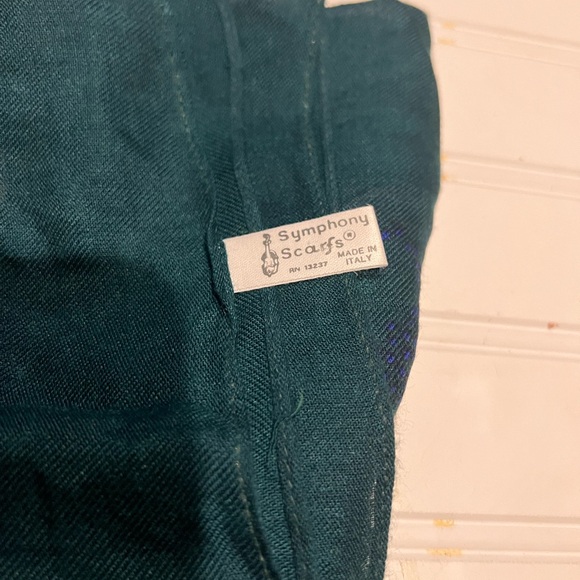 Symphony
Scarfs®
RN 13237
MADE IN
ITALY